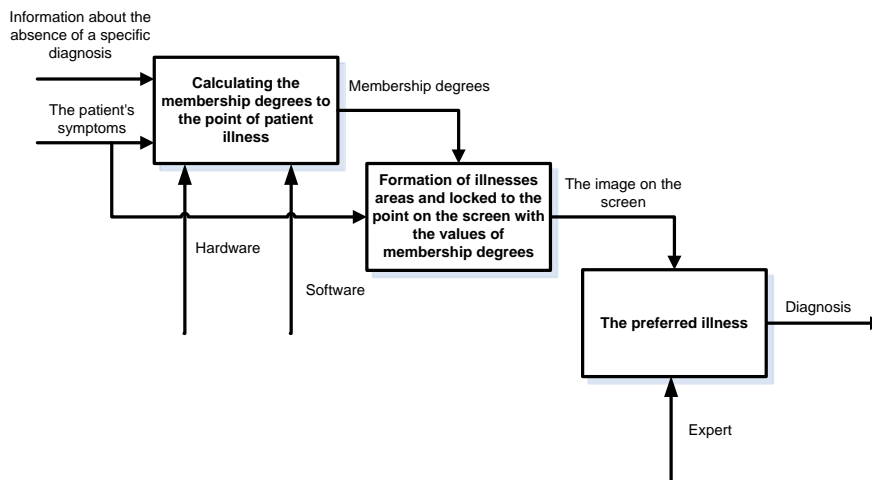 Information about the
absence of a specific
diagnosis
The patient's
symptoms
Calculating the
membership degrees to
the point of patient
illness
Membership degrees
Hardware
Software
Formation of illnesses
areas and locked to the
point on the screen with
the values of
membership degrees
The image on the
screen
The preferred illness
Diagnosis
Expert